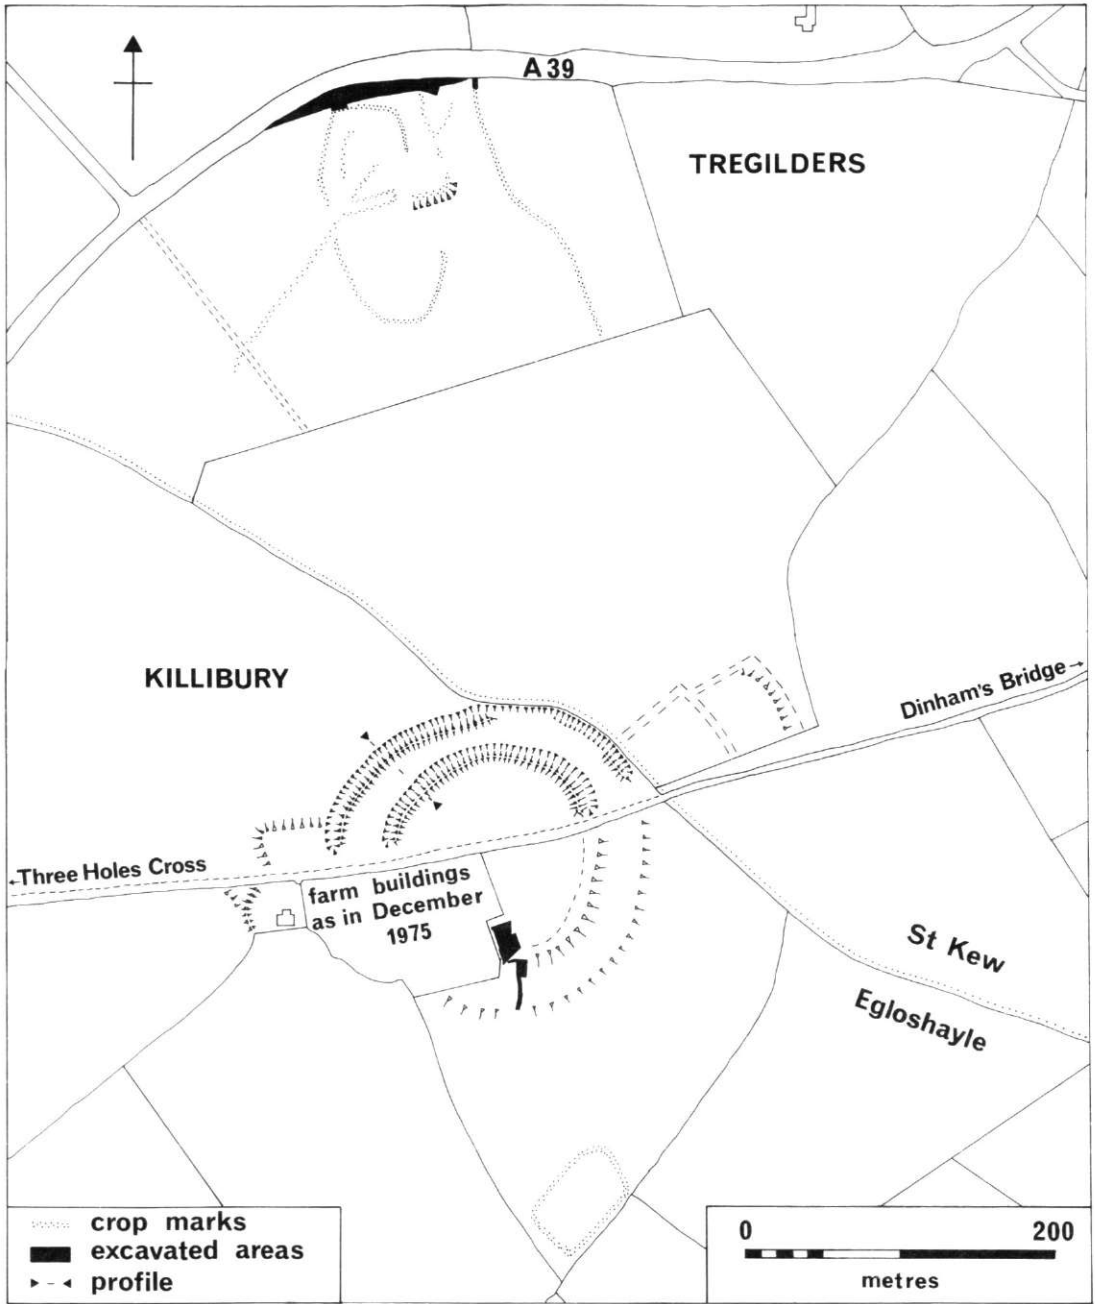 A 39
TREGILDERS
KILLIBURY
Dinham's Bridge →
← Three Holes Cross
farm buildings
as in December
1975
St Kew
Egloshayle
crop marks
excavated areas
profile
0 200
metres